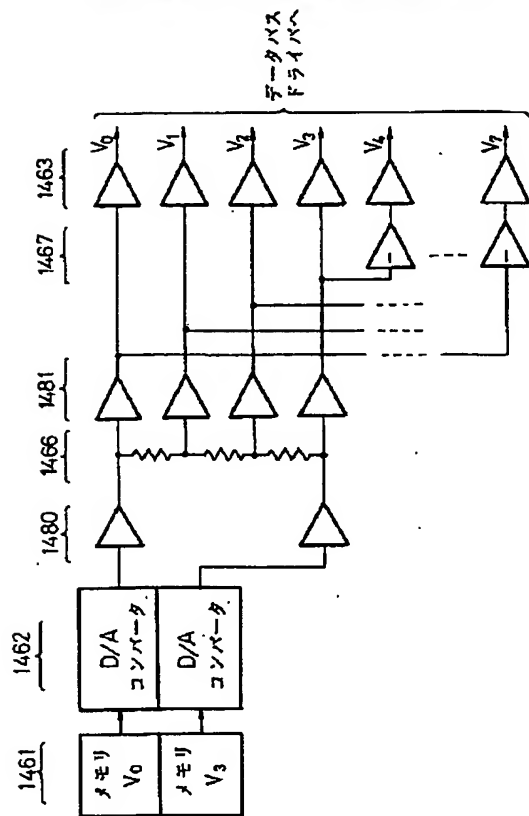 1461
1462
1480
1466
1481
1467
1463
メモリ
V0
メモリ
V3
D/A
コンバータ
D/A
コンバータ
V0
V1
V2
V3
V4
V7
データバス
ドライバへ